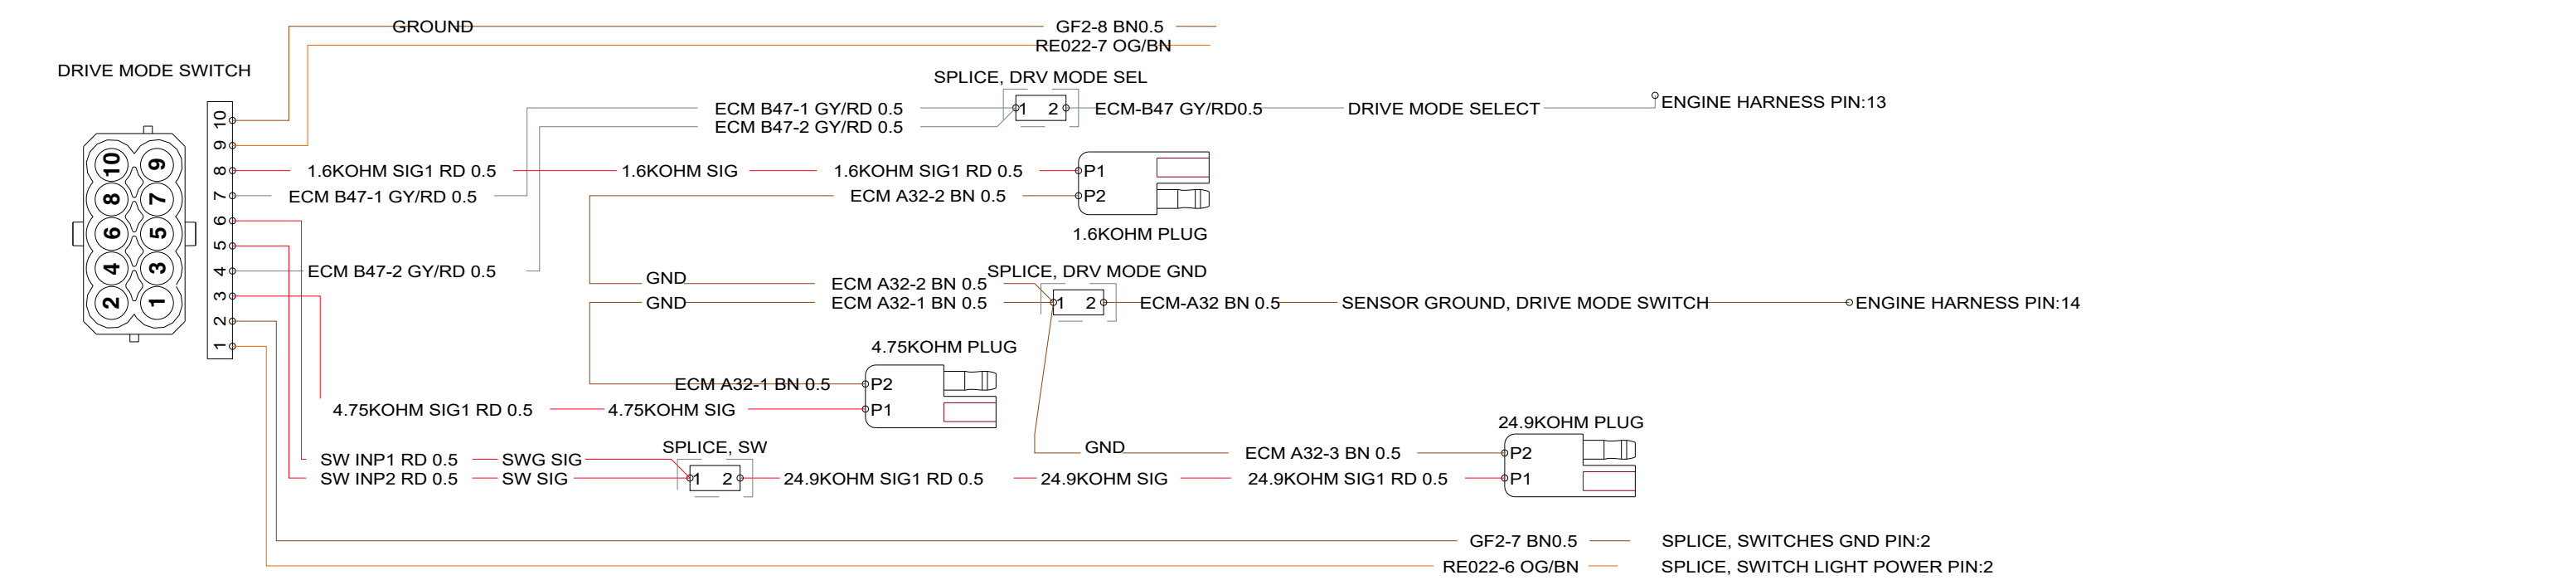 GROUND
GF2-8 BN0.5
RE022-7 OG/BN
DRIVE MODE SWITCH
SPLICE, DRV MODE SEL
ECM B47-1 GY/RD 0.5
1 2
ECM-B47 GY/RD0.5
DRIVE MODE SELECT
ENGINE HARNESS PIN:13
ECM B47-2 GY/RD 0.5
10
9
8
7
6
5
4
3
2
1
10 9
8 7
6 5
4 3
2 1
1.6KOHM SIG1 RD 0.5
1.6KOHM SIG
1.6KOHM SIG1 RD 0.5
P1
ECM B47-1 GY/RD 0.5
ECM A32-2 BN 0.5
P2
1.6KOHM PLUG
ECM B47-2 GY/RD 0.5
GND
ECM A32-2 BN 0.5
SPLICE, DRV MODE GND
GND
ECM A32-1 BN 0.5
1 2
ECM-A32 BN 0.5
SENSOR GROUND, DRIVE MODE SWITCH
ENGINE HARNESS PIN:14
4.75KOHM PLUG
ECM A32-1 BN 0.5
P2
4.75KOHM SIG1 RD 0.5
4.75KOHM SIG
P1
24.9KOHM PLUG
SPLICE, SW
GND
ECM A32-3 BN 0.5
P2
SW INP1 RD 0.5
SWG SIG
SW INP2 RD 0.5
SW SIG
1 2
24.9KOHM SIG1 RD 0.5
24.9KOHM SIG
24.9KOHM SIG1 RD 0.5
P1
GF2-7 BN0.5
SPLICE, SWITCHES GND PIN:2
RE022-6 OG/BN
SPLICE, SWITCH LIGHT POWER PIN:2